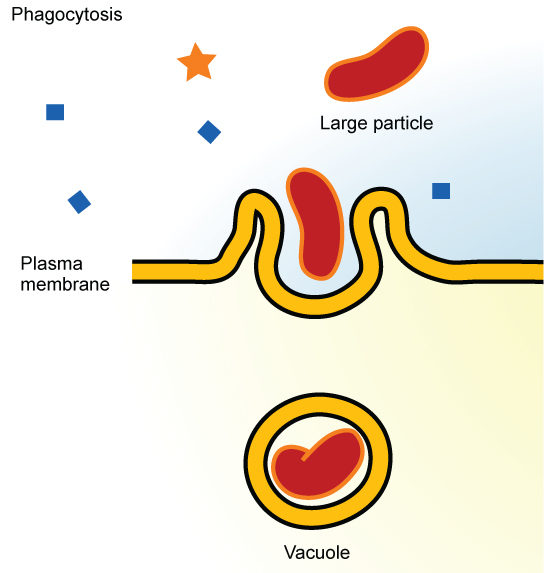 Phagocytosis
Large particle
Plasma
membrane
Vacuole